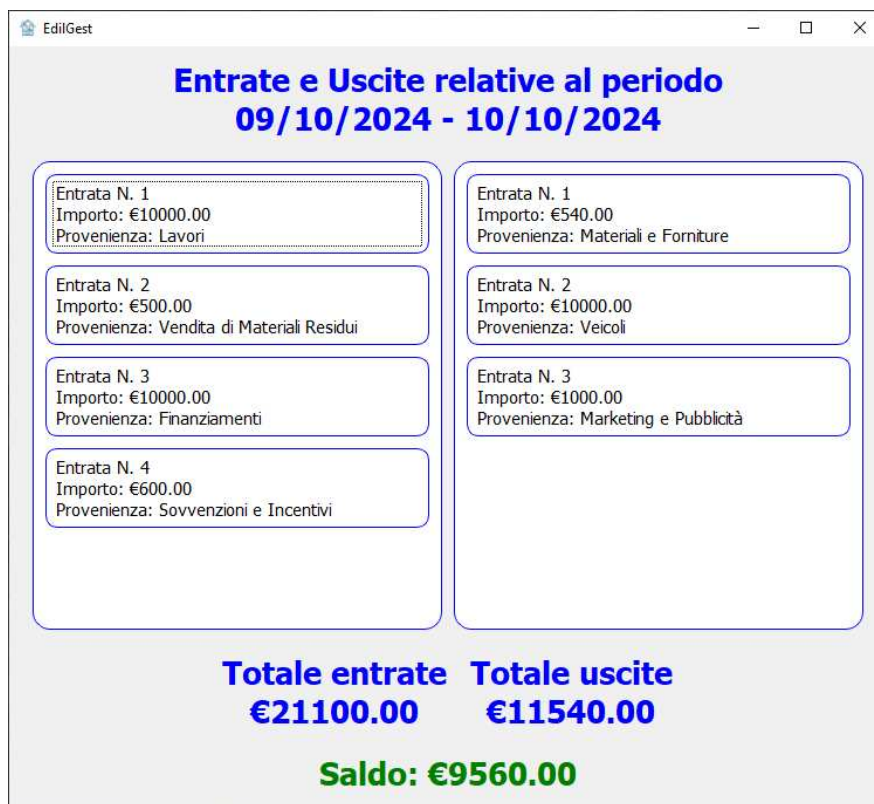 EdilGest
Entrate e Uscite relative al periodo
09/10/2024 - 10/10/2024
Entrata N. 1
Importo: €10000.00
Provenienza: Lavori
Entrata N. 2
Importo: €500.00
Provenienza: Vendita di Materiali Residui
Entrata N. 3
Importo: €10000.00
Provenienza: Finanziamenti
Entrata N. 4
Importo: €600.00
Provenienza: Sovvenzioni e Incentivi
Entrata N. 1
Importo: €540.00
Provenienza: Materiali e Forniture
Entrata N. 2
Importo: €10000.00
Provenienza: Veicoli
Entrata N. 3
Importo: €1000.00
Provenienza: Marketing e Pubblicità
Totale entrate
€21100.00
Totale uscite
€11540.00
Saldo: €9560.00